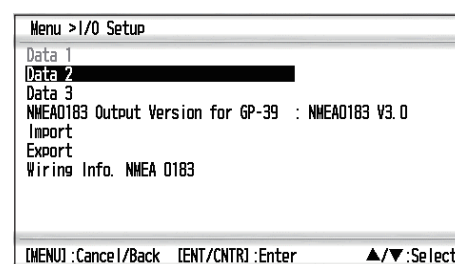 Menu >I/O Setup
Data 1
Data 2
Data 3
NMEA0183 Output Version for GP-39 : NMEA0183 V3.0
Import
Export
Wiring Info. NMEA 0183
[MENU] :Cancel/Back [ENT/CNTR] :Enter ▲/▼ :Select